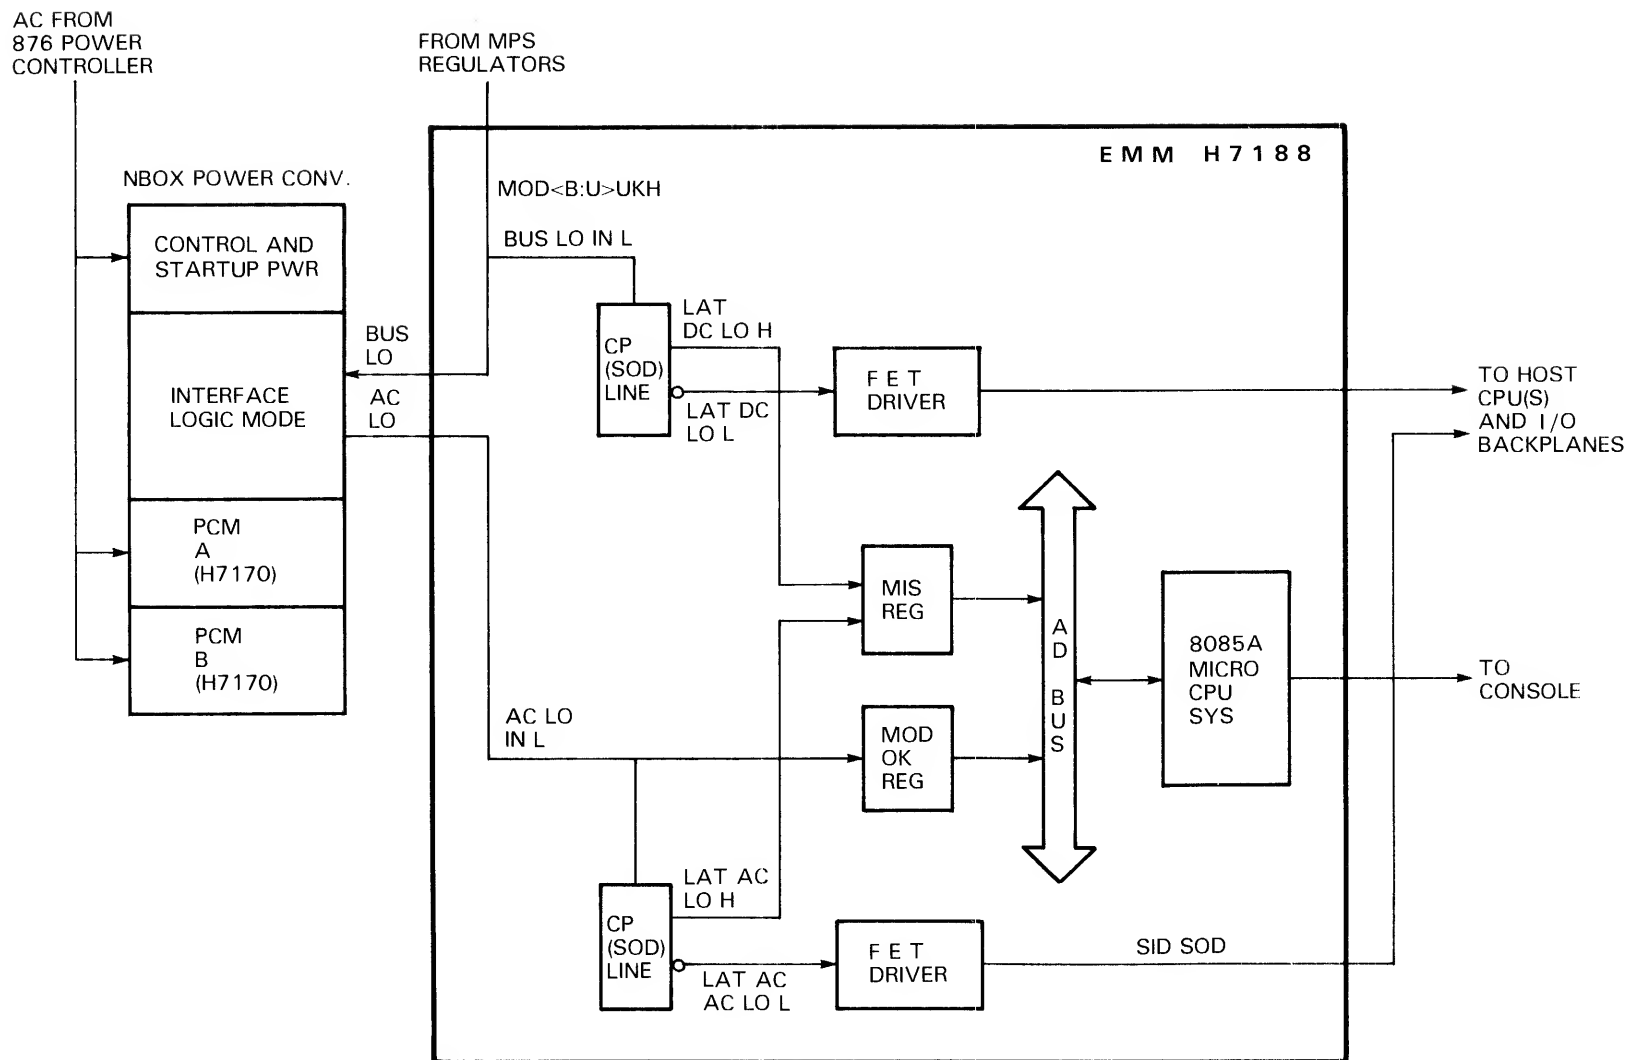 AC FROM
876 POWER
CONTROLLER
FROM MPS
REGULATORS
EMM H7188
NBOX POWER CONV.
MOD<B:U>UKH
CONTROL AND
STARTUP PWR
BUS LO IN L
BUS
LO
AC
LO
INTERFACE
LOGIC MODE
PCM
A
(H7170)
PCM
B
(H7170)
CP
(SOD)
LINE
LAT
DC LO H
LAT DC
LO L
FET
DRIVER
TO HOST
CPU(S)
AND I/O
BACKPLANES
MIS
REG
AD BUS
8085A
MICRO
CPU
SYS
TO
CONSOLE
AC LO
IN L
MOD
OK
REG
LAT AC
LO H
CP
(SOD)
LINE
LAT AC
AC LO L
FET
DRIVER
SID SOD